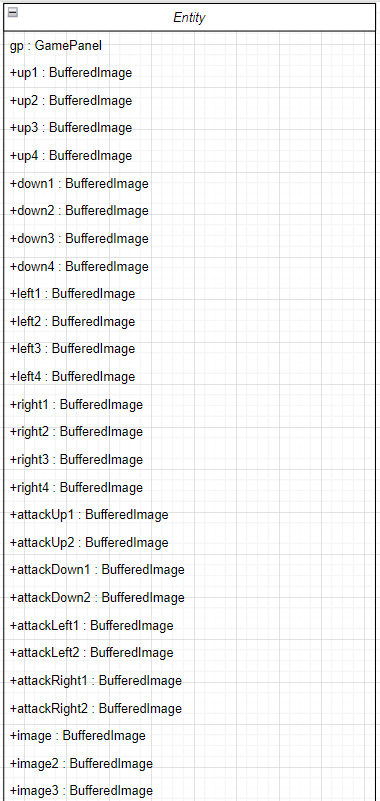 Entity
gp : GamePanel
+up1 : BufferedImage
+up2 : BufferedImage
+up3 : BufferedImage
+up4 : BufferedImage
+down1 : BufferedImage
+down2 : BufferedImage
+down3 : BufferedImage
+down4 : BufferedImage
+left1 : BufferedImage
+left2 : BufferedImage
+left3 : BufferedImage
+left4 : BufferedImage
+right1 : BufferedImage
+right2 : BufferedImage
+right3 : BufferedImage
+right4 : BufferedImage
+attackUp1 : BufferedImage
+attackUp2 : BufferedImage
+attackDown1 : BufferedImage
+attackDown2 : BufferedImage
+attackLeft1 : BufferedImage
+attackLeft2 : BufferedImage
+attackRight1 : BufferedImage
+attackRight2 : BufferedImage
+image : BufferedImage
+image2 : BufferedImage
+image3 : BufferedImage